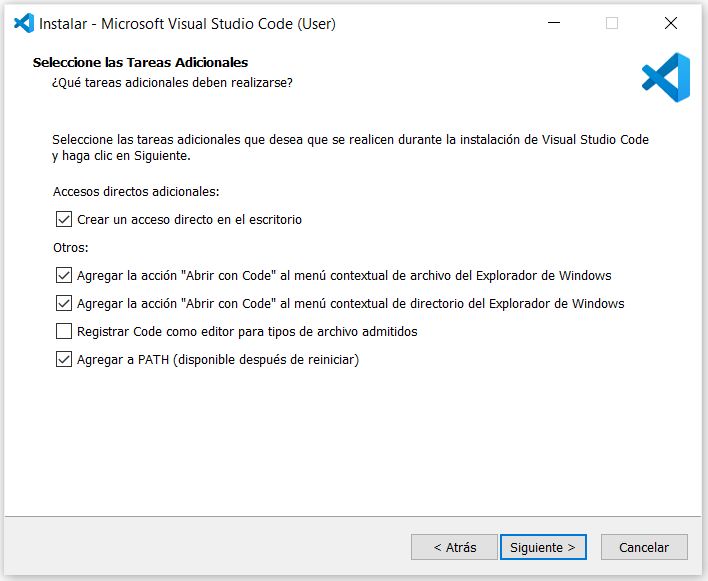 Instalar - Microsoft Visual Studio Code (User)
Seleccione las Tareas Adicionales
¿Qué tareas adicionales deben realizarse?
Seleccione las tareas adicionales que desea que se realicen durante la instalación de Visual Studio Code
y haga clic en Siguiente.
Accesos directos adicionales:
Crear un acceso directo en el escritorio
Otros:
Agregar la acción "Abrir con Code" al menú contextual de archivo del Explorador de Windows
Agregar la acción "Abrir con Code" al menú contextual de directorio del Explorador de Windows
Registrar Code como editor para tipos de archivo admitidos
Agregar a PATH (disponible después de reiniciar)
< Atrás Siguiente > Cancelar